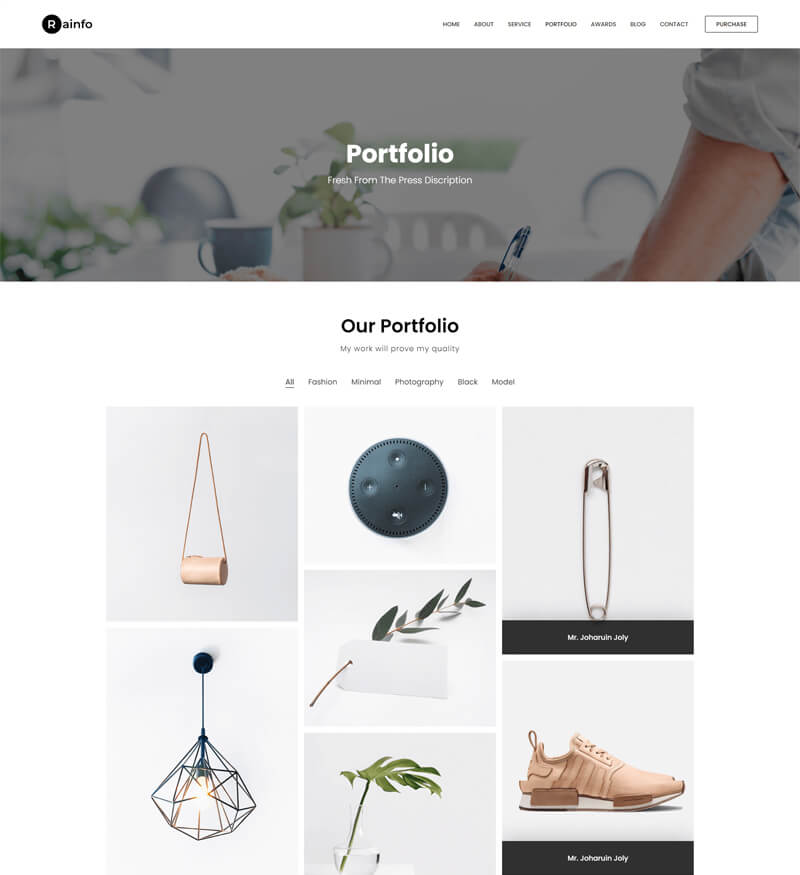 Rainfo
HOME ABOUT SERVICE PORTFOLIO AWARDS BLOG CONTACT PURCHASE
Portfolio
Fresh From The Press Discription
Our Portfolio
My work will prove my quality
All Fashion Minimal Photography Black Model
Mr. Joharuin Joly
Mr. Joharuin Joly